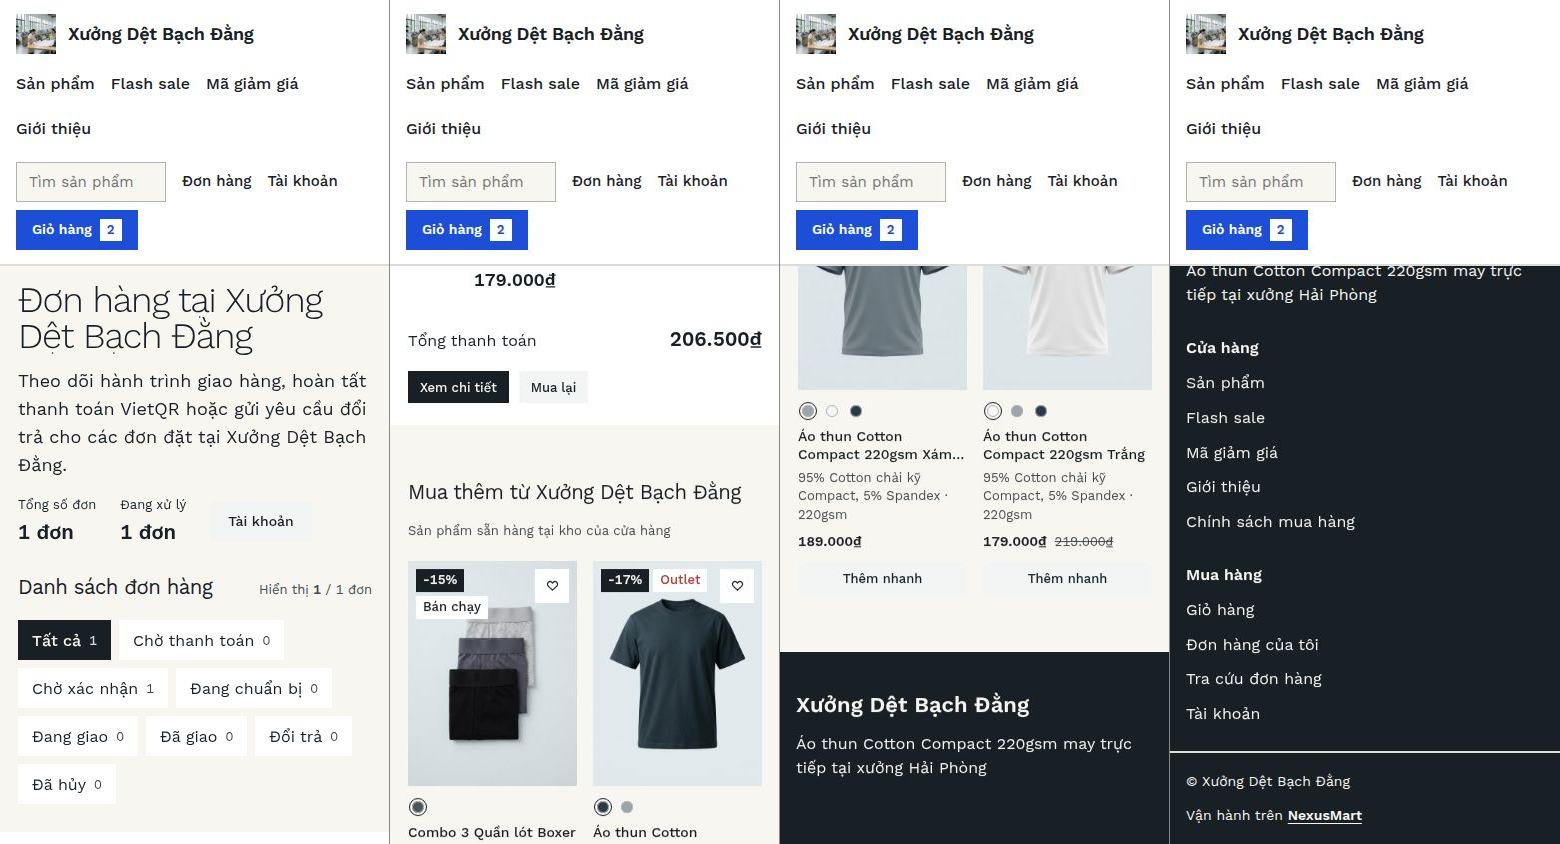 Xưởng Dệt Bạch Đằng
Sản phẩm Flash sale Mã giảm giá
Giới thiệu
Tìm sản phẩm Đơn hàng Tài khoản
Giỏ hàng 2
Đơn hàng tại Xưởng
Dệt Bạch Đằng
Theo dõi hành trình giao hàng, hoàn tất
thanh toán VietQR hoặc gửi yêu cầu đổi
trả cho các đơn đặt tại Xưởng Dệt Bạch
Đằng.
Tổng số đơn Đang xử lý
1 đơn 1 đơn Tài khoản
Danh sách đơn hàng Hiển thị 1 / 1 đơn
Tất cả 1 Chờ thanh toán 0
Chờ xác nhận 1 Đang chuẩn bị 0
Đang giao 0 Đã giao 0 Đổi trả 0
Đã hủy 0
Xưởng Dệt Bạch Đằng
Sản phẩm Flash sale Mã giảm giá
Giới thiệu
Tìm sản phẩm Đơn hàng Tài khoản
Giỏ hàng 2
179.000₫
Tổng thanh toán 206.500₫
Xem chi tiết Mua lại
Mua thêm từ Xưởng Dệt Bạch Đằng
Sản phẩm sẵn hàng tại kho của cửa hàng
-15% -17% Outlet
Bán chạy
Combo 3 Quần lót Boxer Áo thun Cotton
Xưởng Dệt Bạch Đằng
Sản phẩm Flash sale Mã giảm giá
Giới thiệu
Tìm sản phẩm Đơn hàng Tài khoản
Giỏ hàng 2
Áo thun Cotton
Compact 220gsm Xám...
95% Cotton chải kỹ
Compact, 5% Spandex ·
220gsm
189.000₫
Thêm nhanh
Áo thun Cotton
Compact 220gsm Trắng
95% Cotton chải kỹ
Compact, 5% Spandex ·
220gsm
179.000₫ 219.000₫
Thêm nhanh
Xưởng Dệt Bạch Đằng
Áo thun Cotton Compact 220gsm may trực
tiếp tại xưởng Hải Phòng
Xưởng Dệt Bạch Đằng
Sản phẩm Flash sale Mã giảm giá
Giới thiệu
Tìm sản phẩm Đơn hàng Tài khoản
Giỏ hàng 2
Áo thun Cotton Compact 220gsm may trực
tiếp tại xưởng Hải Phòng
Cửa hàng
Sản phẩm
Flash sale
Mã giảm giá
Giới thiệu
Chính sách mua hàng
Mua hàng
Giỏ hàng
Đơn hàng của tôi
Tra cứu đơn hàng
Tài khoản
© Xưởng Dệt Bạch Đằng
Vận hành trên NexusMart